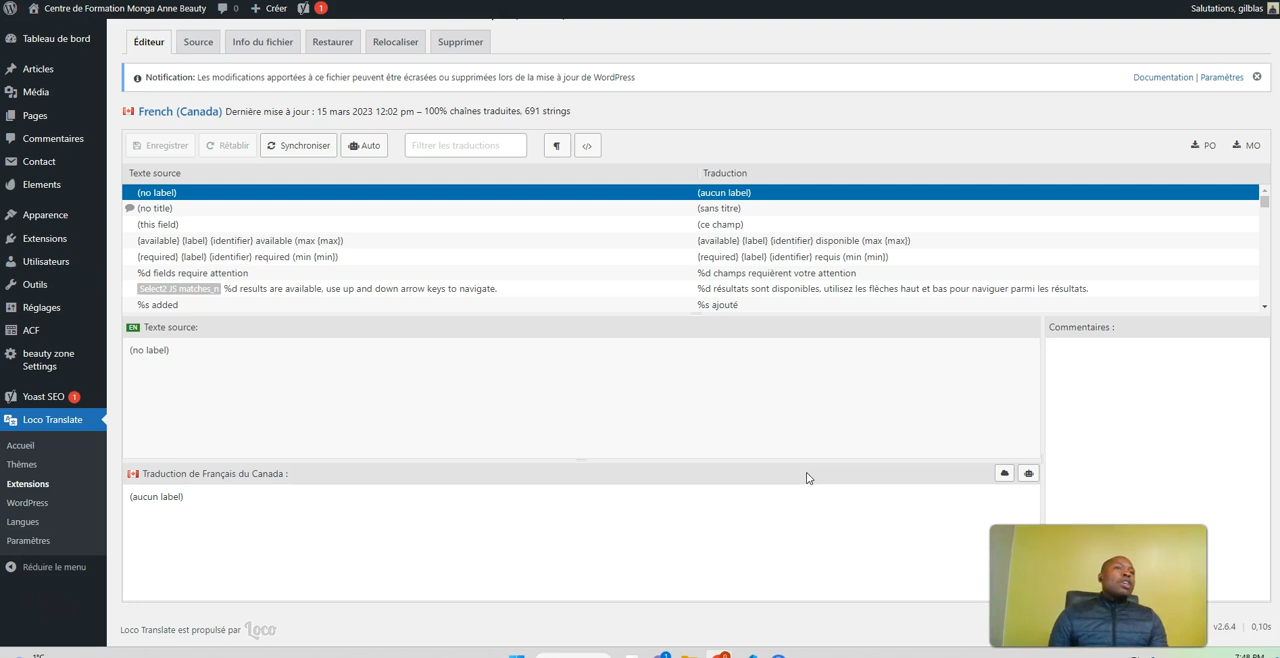 Centre de Formation Monga Anne Beauty 0 Créer 1 Salutations, gilblas
Tableau de bord
Articles
Média
Pages
Commentaires
Contact
Elements
Apparence
Extensions
Utilisateurs
Outils
Réglages
ACF
beauty zone
Settings
Yoast SEO 1
Loco Translate
Accueil
Thèmes
Extensions
WordPress
Langues
Paramètres
Réduire le menu
Éditeur Source Info du fichier Restaurer Relocaliser Supprimer
Notification: Les modifications apportées à ce fichier peuvent être écrasées ou supprimées lors de la mise à jour de WordPress Documentation | Paramètres
French (Canada) Dernière mise à jour : 15 mars 2023 12:02 pm – 100% chaînes traduites, 691 strings
Enregistrer Rétablir Synchroniser Auto Filtrer les traductions ¶ </> PO MO
Texte source Traduction
(no label) (aucun label)
(no title) (sans titre)
(this field) (ce champ)
{available} {label} {identifier} available (max {max}) {available} {label} {identifier} disponible (max {max})
{required} {label} {identifier} required (min {min}) {required} {label} {identifier} requis (min {min})
%d fields require attention %d champs requièrent votre attention
Select2 JS matches_n %d results are available, use up and down arrow keys to navigate. %d résultats sont disponibles, utilisez les flèches haut et bas pour naviguer parmi les résultats.
%s added %s ajouté
EN Texte source: Commentaires :
(no label)
Traduction de Français du Canada :
(aucun label)
Loco Translate est propulsé par Loco v2.6.4 0,10s